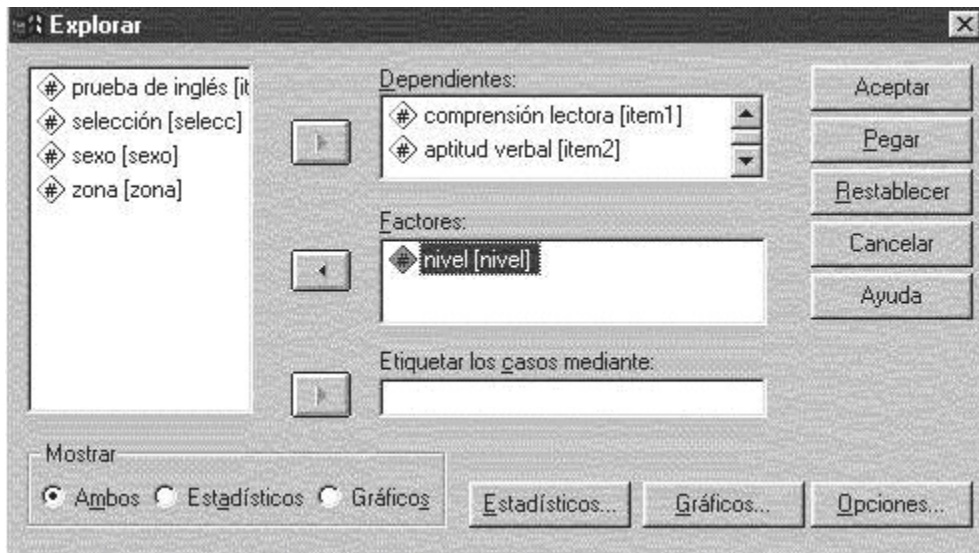 Explorar
prueba de inglés [it
selección [selecc]
sexo [sexo]
zona [zona]
Dependientes:
comprensión lectora [item1]
aptitud verbal [item2]
Factores:
nivel [nivel]
Etiquetar los casos mediante:
Aceptar
Pegar
Restablecer
Cancelar
Ayuda
Mostrar
Ambos Estadísticos Gráficos
Estadísticos... Gráficos... Opciones...